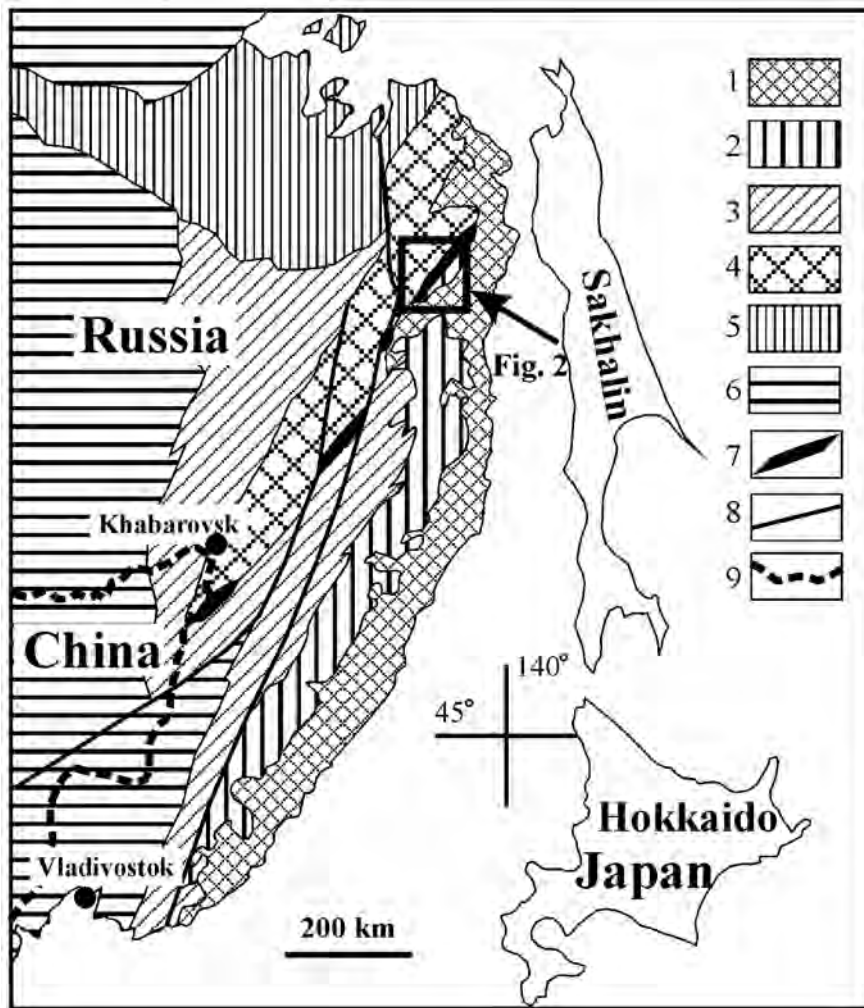 1
2
3
4
5
6
7
8
9
Russia
Sakhalin
Fig. 2
Khabarovsk
China
140°
45°
Vladivostok
Hokkaido
Japan
200 km